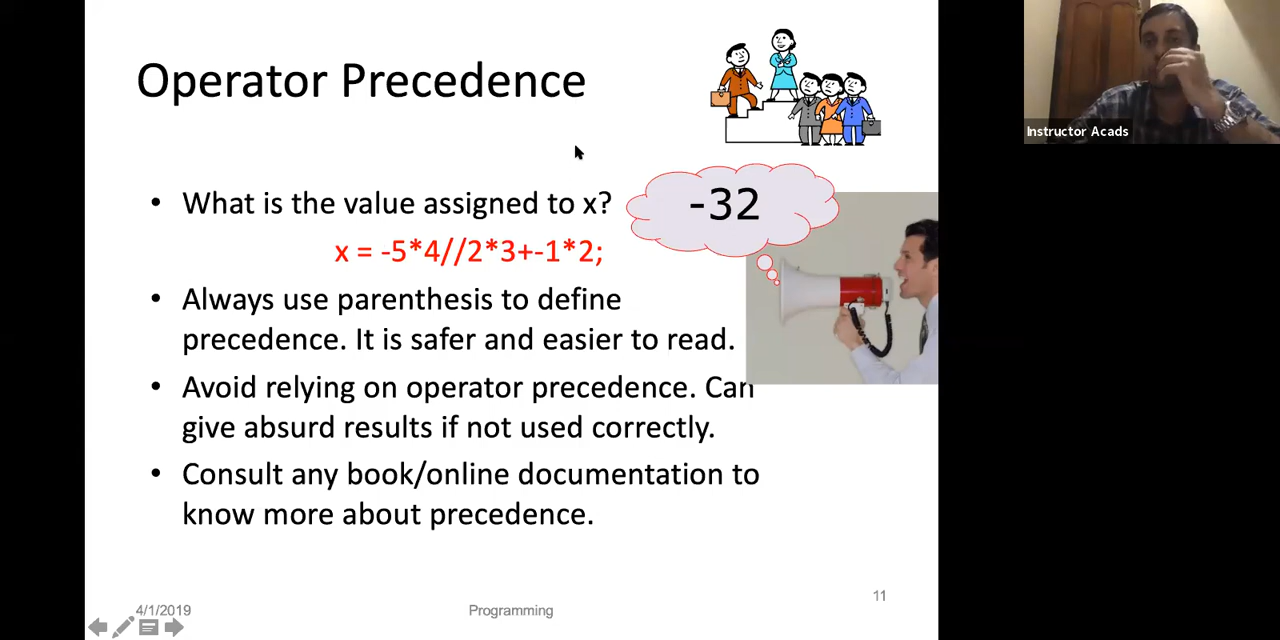 Operator Precedence
Instructor Acads
• What is the value assigned to x?
-32
x = -5*4//2*3+-1*2;
• Always use parenthesis to define
precedence. It is safer and easier to read.
• Avoid relying on operator precedence. Can
give absurd results if not used correctly.
• Consult any book/online documentation to
know more about precedence.
4/1/2019
Programming
11